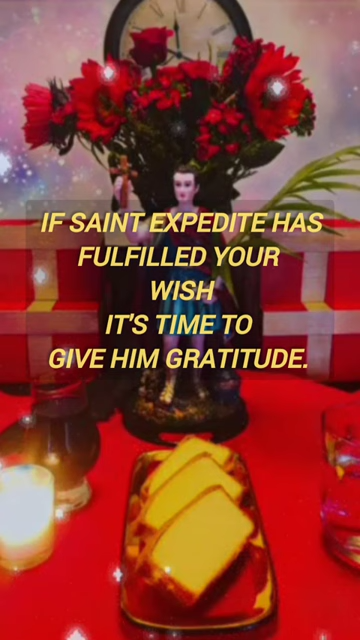 IF SAINT EXPEDITE HAS
FULFILLED YOUR
WISH
IT'S TIME TO
GIVE HIM GRATITUDE.